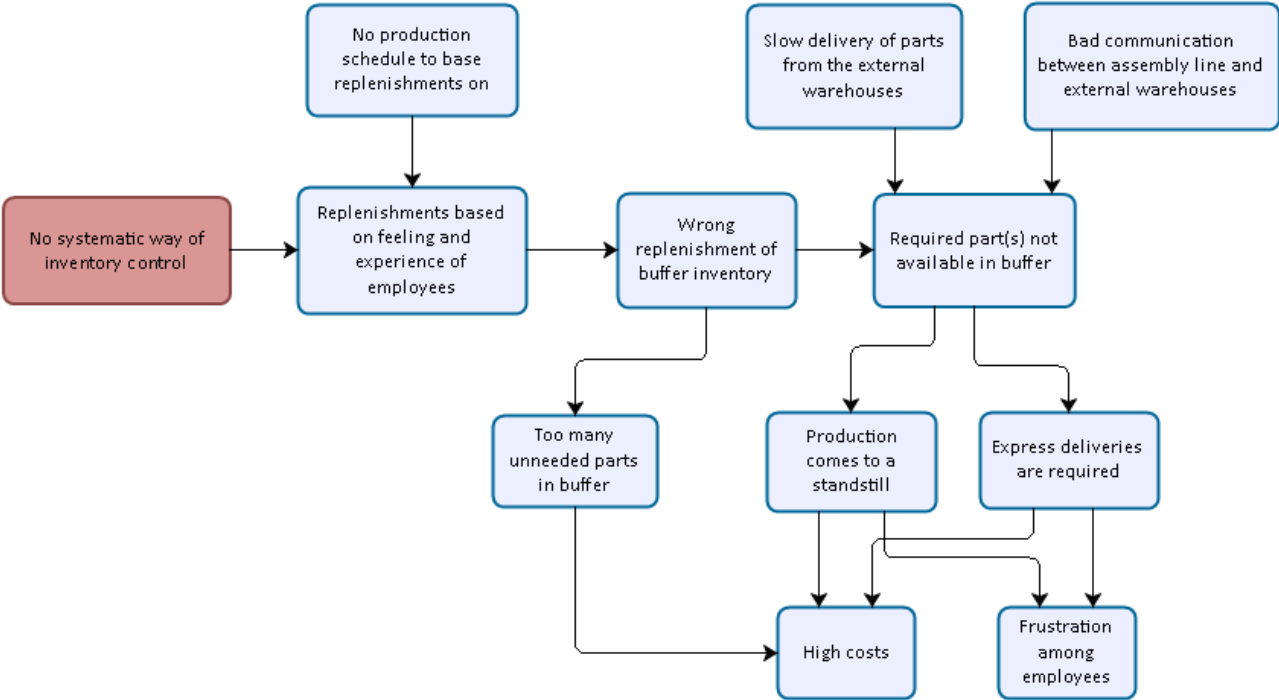 No production
schedule to base
replenishments on
Slow delivery of parts
from the external
warehouses
Bad communication
between assembly line and
external warehouses
No systematic way of
inventory control
Replenishments based
on feeling and
experience of
employees
Wrong
replenishment of
buffer inventory
Required part(s) not
available in buffer
Too many
unneeded parts
in buffer
Production
comes to a
standstill
Express deliveries
are required
High costs
Frustration
among
employees